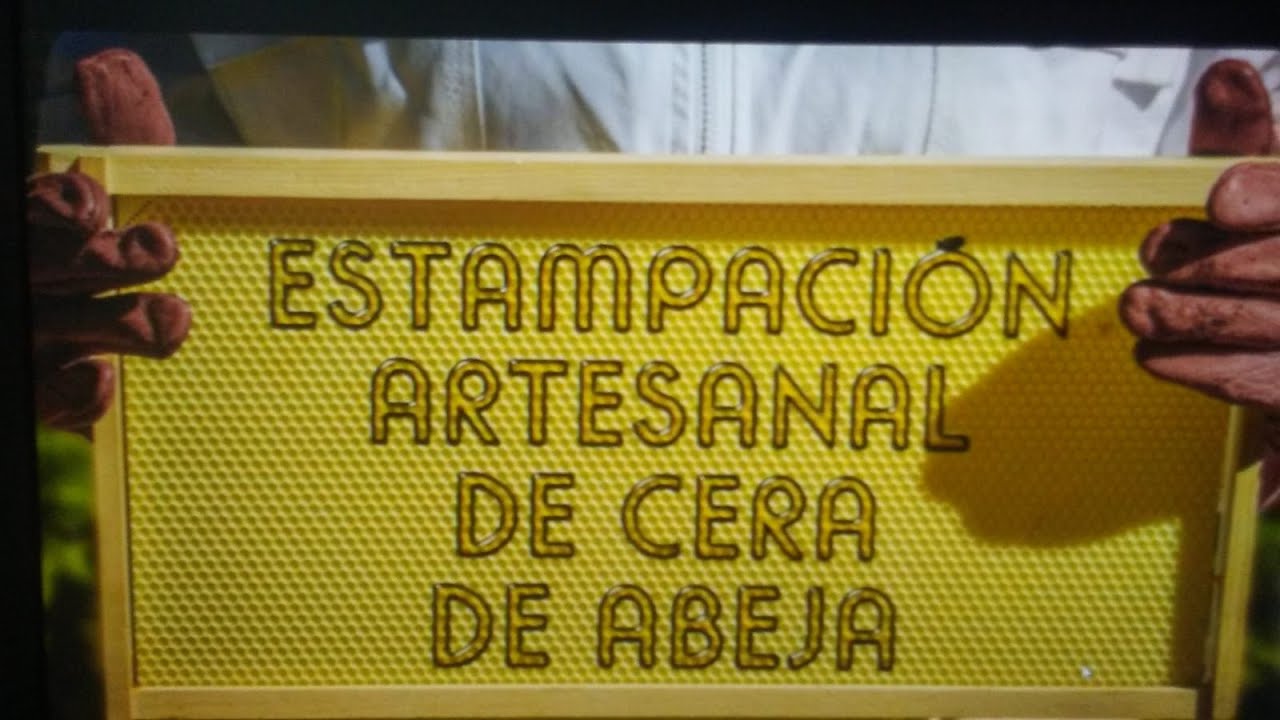 ESTAMPACIÓN
ARTESANAL
DE CERA
DE ABEJA